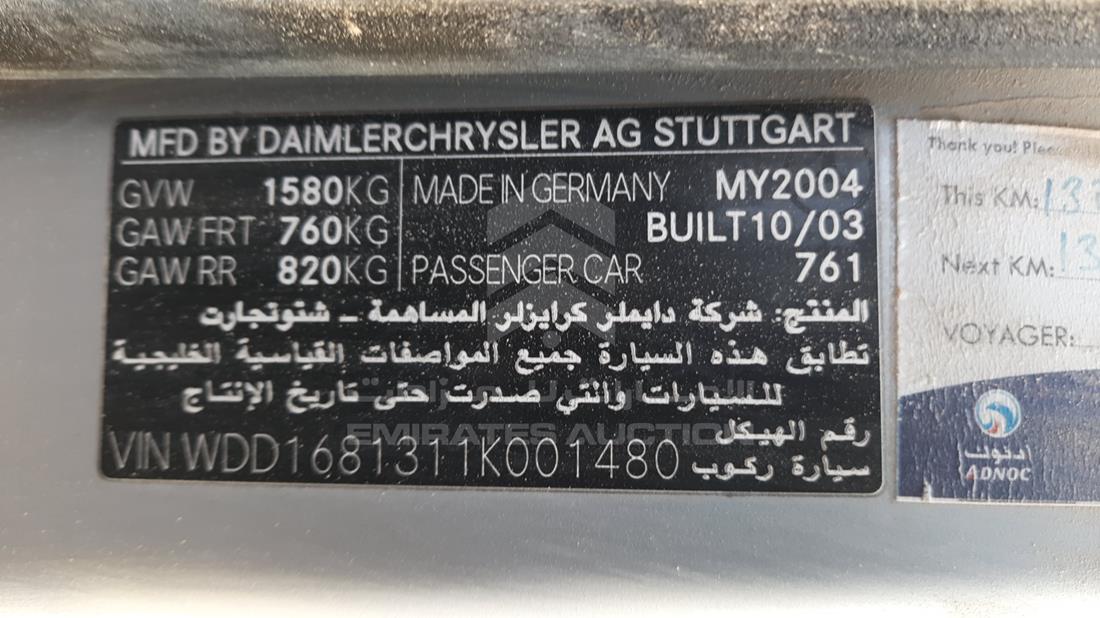 MFD BY DAIMLERCHRYSLER AG STUTTGART
GVW 1580KG MADE IN GERMANY MY2004
GAW FRT 760KG BUILT10/03
GAW RR 820KG PASSENGER CAR 761
المنتج: شركة دايملر كرايزلر المساهمة - شتوتجارت
تطابق هذه السيارة جميع المواصفات القياسية الخليجية
للسيارات والتي صدرت حتى تاريخ الإنتاج
رقم الهيكل
VIN WDD1681311K001480 سيارة ركوب
EMIRATES AUCTION
Thank you!
This KM:
Next KM:
VOYAGER:
أدنوك
ADNOC